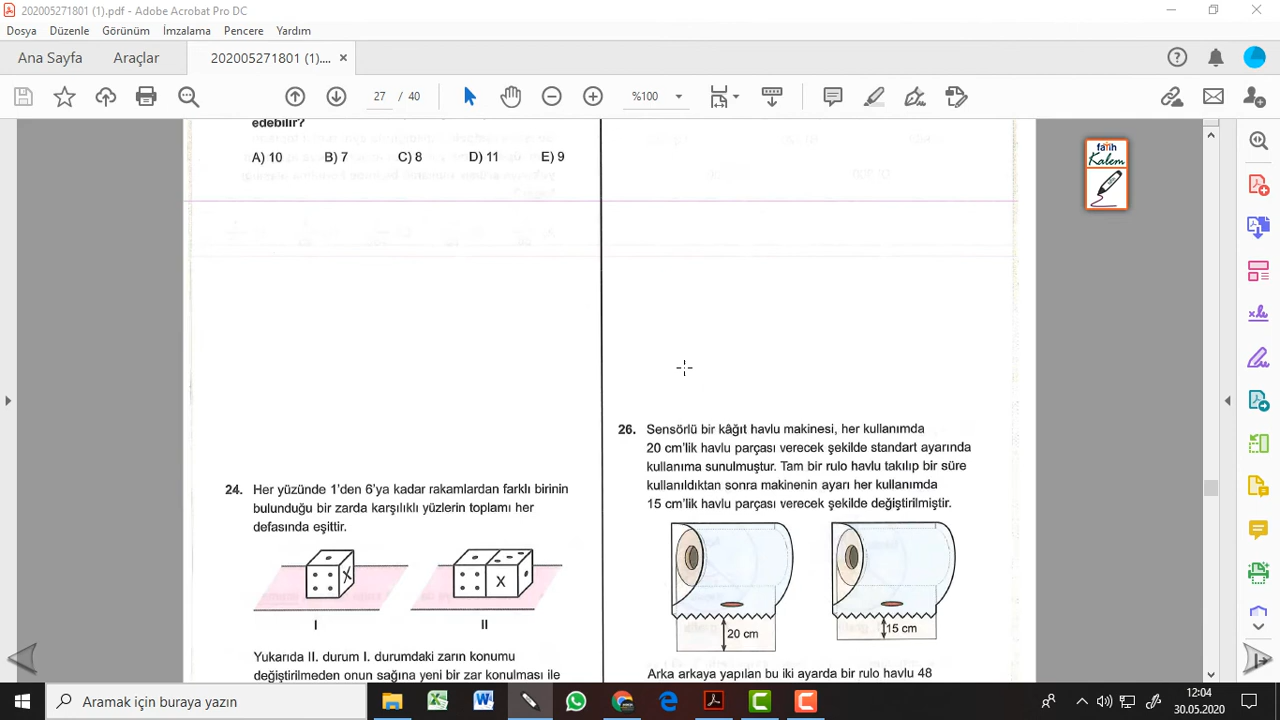 202005271801 (1).pdf - Adobe Acrobat Pro DC
Dosya Düzenle Görünüm İmzalama Pencere Yardım
Ana Sayfa Araçlar 202005271801 (1).... ×
27 / 40 %100
edebilir?
A) 10 B) 7 C) 8 D) 11 E) 9
24. Her yüzünde 1'den 6'ya kadar rakamlardan farklı birinin
bulunduğu bir zarda karşılıklı yüzlerin toplamı her
defasında eşittir.
X
X
I
II
Yukarıda II. durum I. durumdaki zarın konumu
değiştirilmeden onun sağına yeni bir zar konulması ile
26. Sensörlü bir kâğıt havlu makinesi, her kullanımda
20 cm'lik havlu parçası verecek şekilde standart ayarında
kullanıma sunulmuştur. Tam bir rulo havlu takılıp bir süre
kullanıldıktan sonra makinenin ayarı her kullanımda
15 cm'lik havlu parçası verecek şekilde değiştirilmiştir.
20 cm
15 cm
Arka arkaya yapılan bu iki ayarda bir rulo havlu 48
fatih
Kalem
Aramak için buraya yazın
12:04
30.05.2020